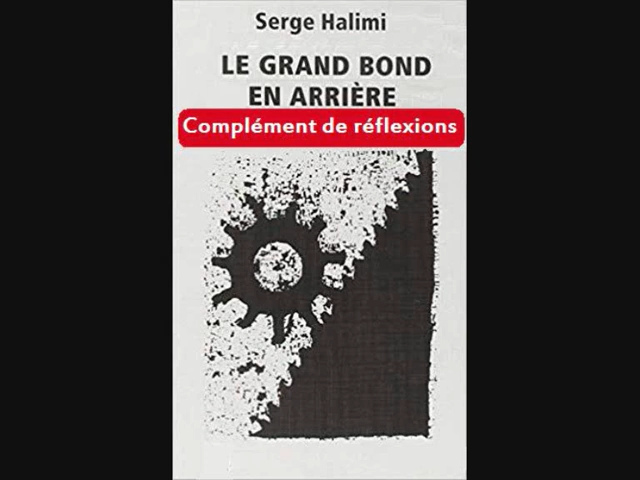 Serge Halimi
LE GRAND BOND
EN ARRIÈRE
Complément de réflexions